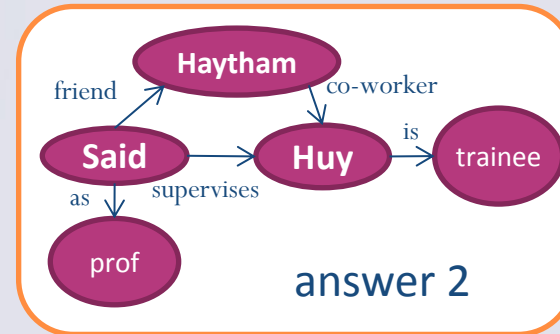 Haytham
friend
co-worker
is
Said
Huy
trainee
as
supervises
prof
answer 2